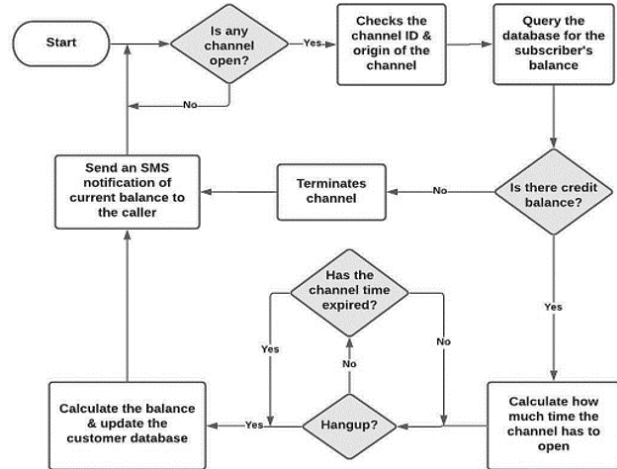 Start
Is any
channel
open?
Yes
No
Checks the
channel ID &
origin of the
channel
Query the
database for the
subscriber's
balance
Send an SMS
notification of
current balance to
the caller
Terminates
channel
No
Is there credit
balance?
Yes
Has the
channel time
expired?
Yes
No
No
Calculate the balance
& update the
customer database
Yes
Hangup?
Calculate how
much time the
channel has to
open